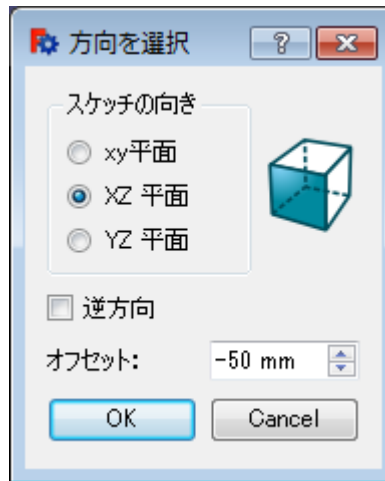 方向を選択
スケッチの向き
xy平面
XZ 平面
YZ 平面
逆方向
オフセット: -50 mm
OK Cancel